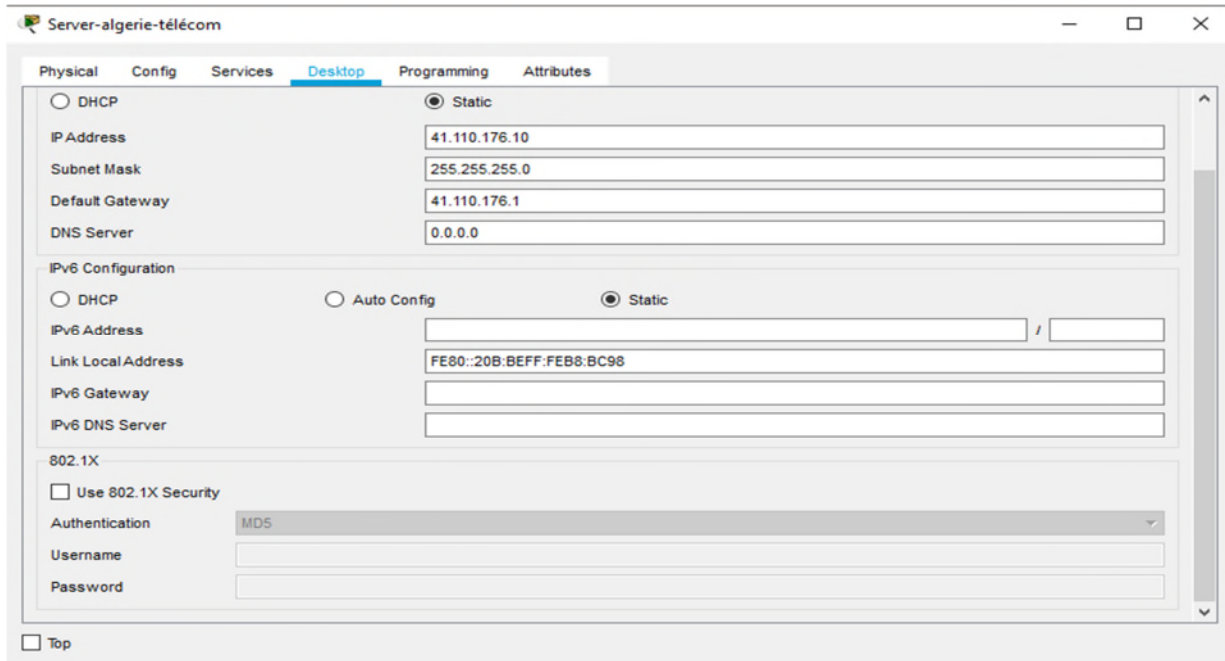 Server-algerie-télécom
Physical Config Services Desktop Programming Attributes
DHCP Static
IP Address 41.110.176.10
Subnet Mask 255.255.255.0
Default Gateway 41.110.176.1
DNS Server 0.0.0.0
IPv6 Configuration
DHCP Auto Config Static
IPv6 Address /
Link Local Address FE80::20B:BEFF:FEB8:BC98
IPv6 Gateway
IPv6 DNS Server
802.1X
Use 802.1X Security
Authentication MD5
Username
Password
Top